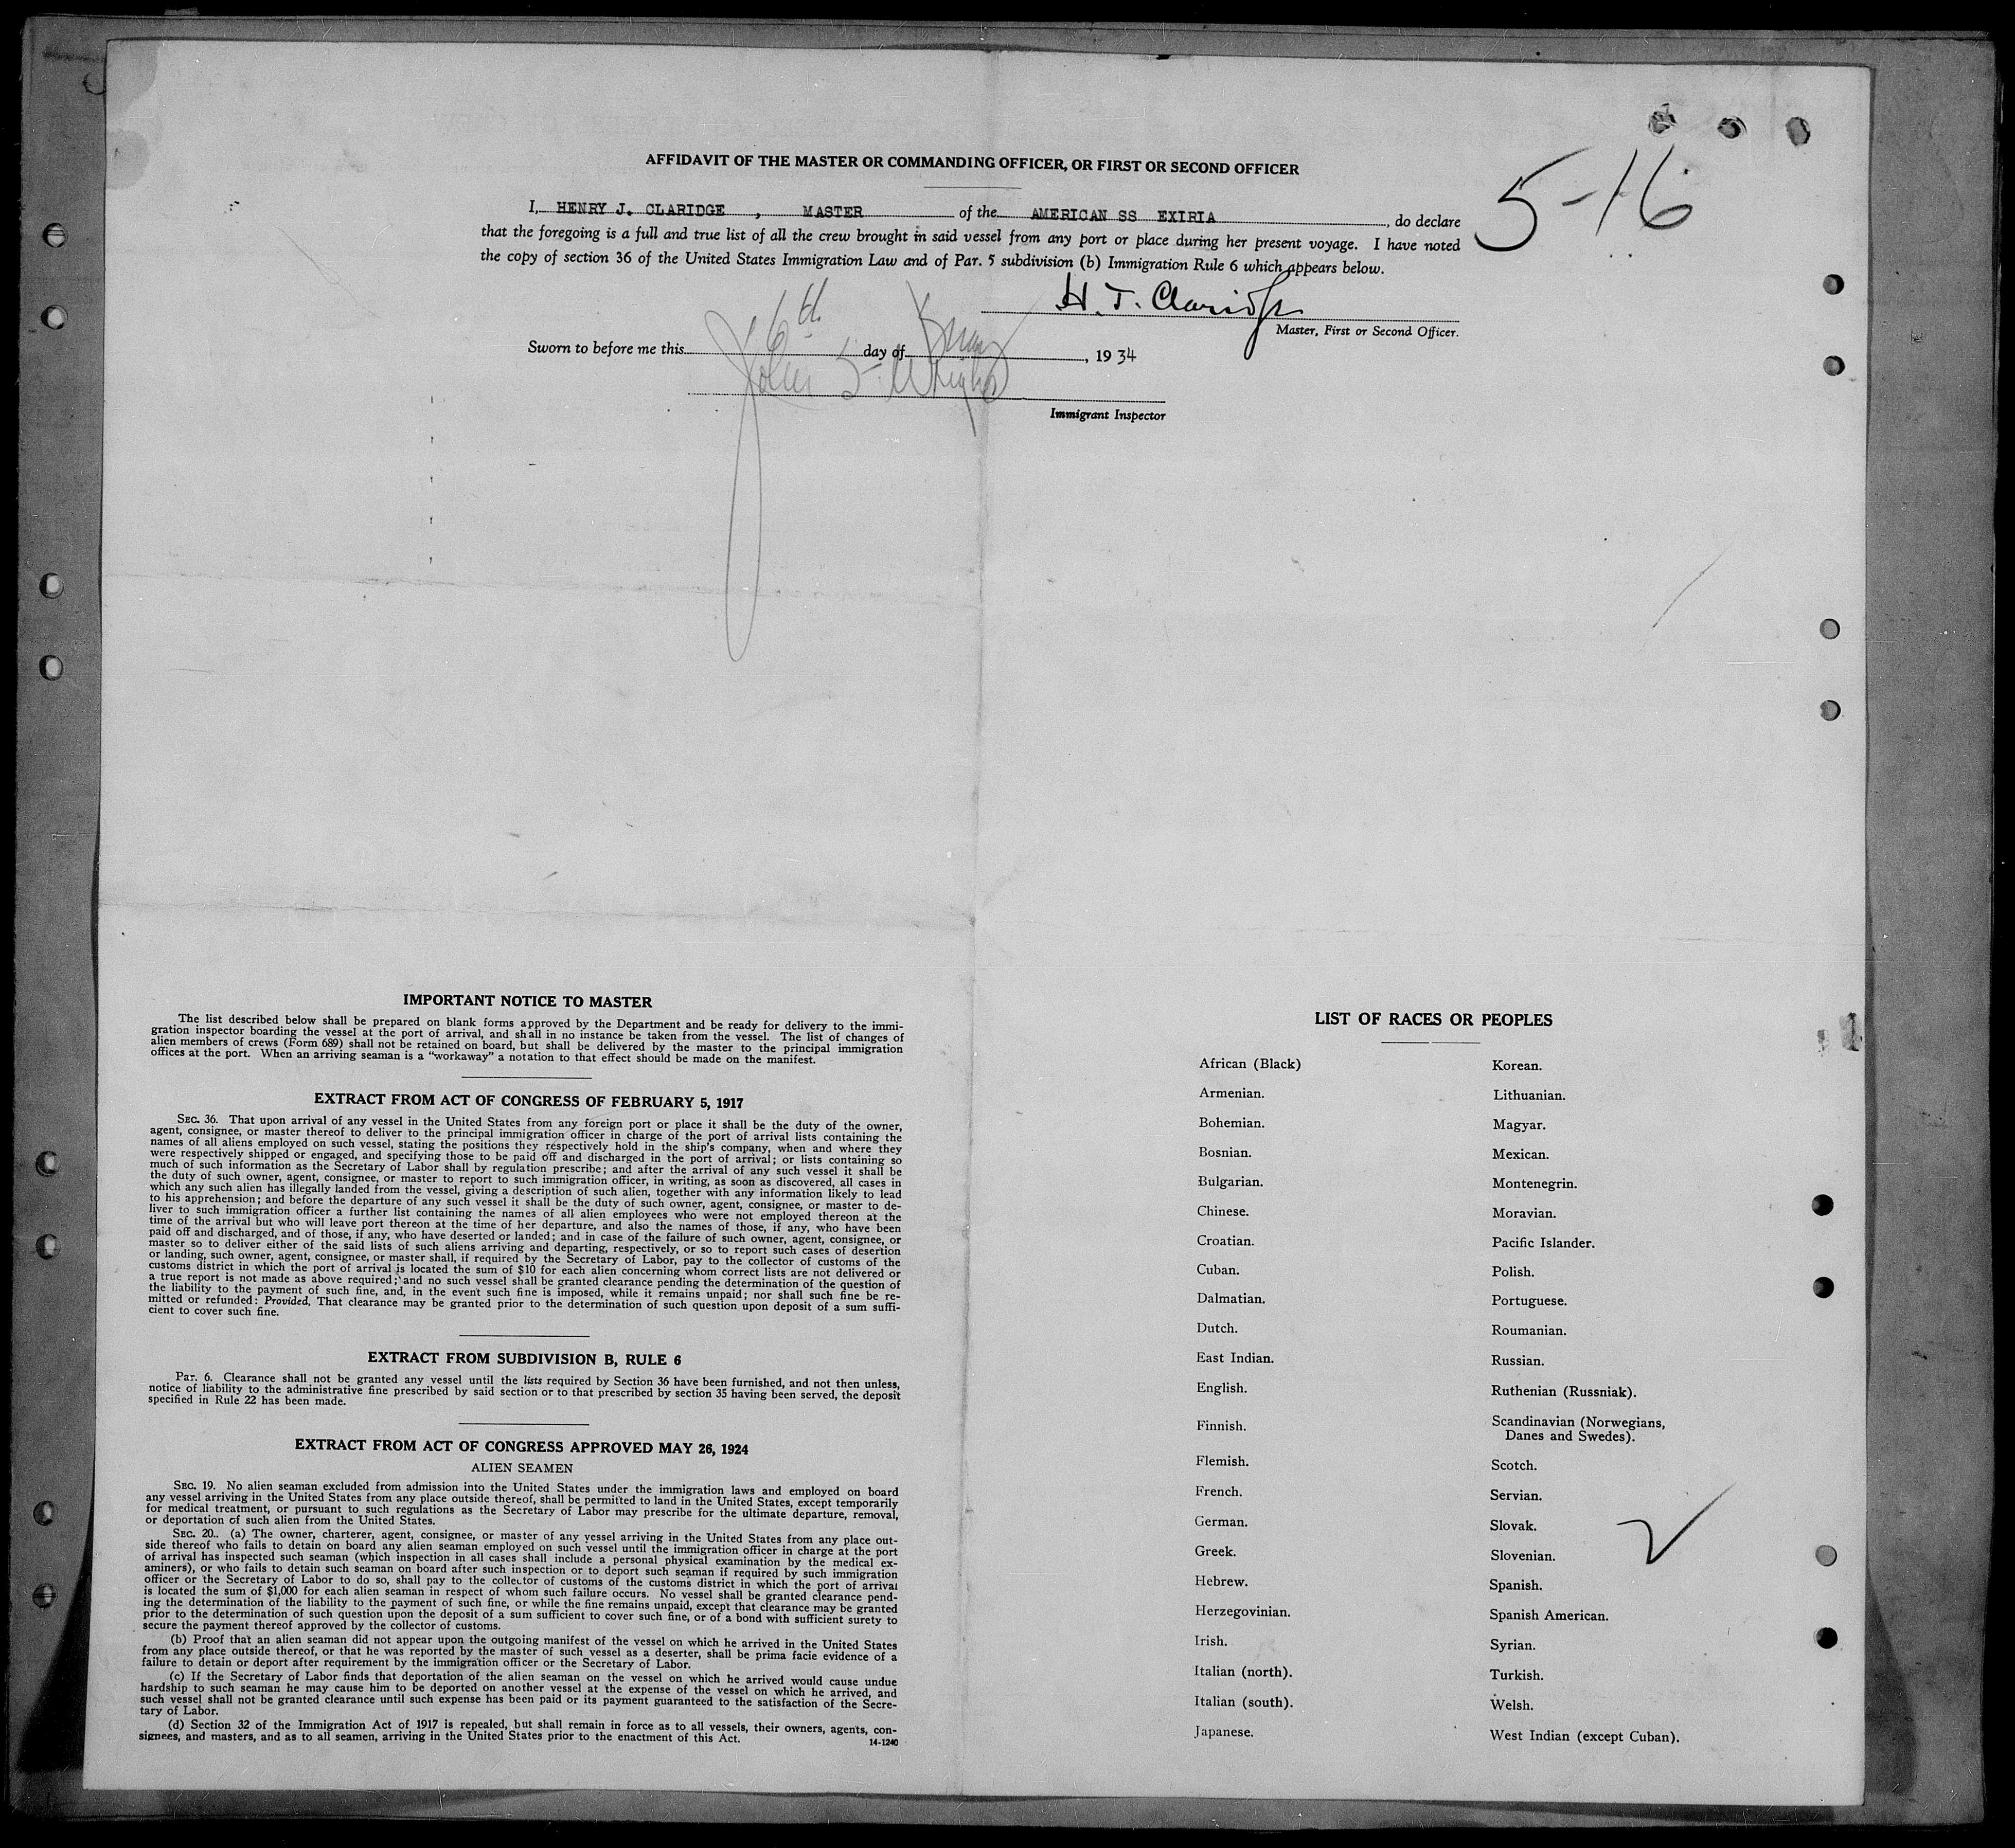 AFFIDAVIT OF THE MASTER OR COMMANDING OFFICER, OR FIRST OR SECOND OFFICER
5-16
I, HENRY J. CLARIDGE , MASTER of the AMERICAN SS EXIRIA , do declare
that the foregoing is a full and true list of all the crew brought in said vessel from any port or place during her present voyage. I have noted
the copy of section 36 of the United States Immigration Law and of Par. 5 subdivision (b) Immigration Rule 6 which appears below.
H. J. Claridge
Master, First or Second Officer.
Sworn to before me this 6th day of May, 1934
John Wright
Immigrant Inspector
IMPORTANT NOTICE TO MASTER
The list described below shall be prepared on blank forms approved by the Department and be ready for delivery to the immi-
gration inspector boarding the vessel at the port of arrival, and shall in no instance be taken from the vessel. The list of changes of
alien members of crews (Form 689) shall not be retained on board, but shall be delivered by the master to the principal immigration
offices at the port. When an arriving seaman is a “workaway” a notation to that effect should be made on the manifest.
EXTRACT FROM ACT OF CONGRESS OF FEBRUARY 5, 1917
SEC. 36. That upon arrival of any vessel in the United States from any foreign port or place it shall be the duty of the owner,
agent, consignee, or master thereof to deliver to the principal immigration officer in charge of the port of arrival lists containing the
names of all aliens employed on such vessel, stating the positions they respectively hold in the ship's company, when and where they
were respectively shipped or engaged, and specifying those to be paid off and discharged in the port of arrival; or lists containing so
much of such information as the Secretary of Labor shall by regulation prescribe; and after the arrival of any such vessel it shall be
the duty of such owner, agent, consignee, or master to report to such immigration officer, in writing, as soon as discovered, all cases in
which any such alien has illegally landed from the vessel, giving a description of such alien, together with any information likely to lead
to his apprehension; and before the departure of any such vessel it shall be the duty of such owner, agent, consignee, or master to de-
liver to such immigration officer a further list containing the names of all alien employees who were not employed thereon at the
time of the arrival but who will leave port thereon at the time of her departure, and also the names of those, if any, who have been
paid off and discharged, and of those, if any, who have deserted or landed; and in case of the failure of such owner, agent, consignee, or
master so to deliver either of the said lists of such aliens arriving and departing, respectively, or so to report such cases of desertion
or landing, such owner, agent, consignee, or master shall, if required by the Secretary of Labor, pay to the collector of customs of the
customs district in which the port of arrival is located the sum of $10 for each alien concerning whom correct lists are not delivered or
a true report is not made as above required; and no such vessel shall be granted clearance pending the determination of the question of
the liability to the payment of such fine, and, in the event such fine is imposed, while it remains unpaid; nor shall such fine be re-
mitted or refunded: Provided, That clearance may be granted prior to the determination of such question upon deposit of a sum suffi-
cient to cover such fine.
EXTRACT FROM SUBDIVISION B, RULE 6
Par. 6. Clearance shall not be granted any vessel until the lists required by Section 36 have been furnished, and not then unless,
notice of liability to the administrative fine prescribed by said section or to that prescribed by section 35 having been served, the deposit
specified in Rule 22 has been made.
EXTRACT FROM ACT OF CONGRESS APPROVED MAY 26, 1924
ALIEN SEAMEN
SEC. 19. No alien seaman excluded from admission into the United States under the immigration laws and employed on board
any vessel arriving in the United States from any place outside thereof, shall be permitted to land in the United States, except temporarily
for medical treatment, or pursuant to such regulations as the Secretary of Labor may prescribe for the ultimate departure, removal,
or deportation of such alien from the United States.
SEC. 20.. (a) The owner, charterer, agent, consignee, or master of any vessel arriving in the United States from any place out-
side thereof who fails to detain on board any alien seaman employed on such vessel until the immigration officer in charge at the port
of arrival has inspected such seaman (which inspection in all cases shall include a personal physical examination by the medical ex-
aminers), or who fails to detain such seaman on board after such inspection or to deport such seaman if required by such immigration
officer or the Secretary of Labor to do so, shall pay to the collector of customs of the customs district in which the port of arrival
is located the sum of $1,000 for each alien seaman in respect of whom such failure occurs. No vessel shall be granted clearance pend-
ing the determination of the liability to the payment of such fine, or while the fine remains unpaid, except that clearance may be granted
prior to the determination of such question upon the deposit of a sum sufficient to cover such fine, or of a bond with sufficient surety to
secure the payment thereof approved by the collector of customs.
(b) Proof that an alien seaman did not appear upon the outgoing manifest of the vessel on which he arrived in the United States
from any place outside thereof, or that he was reported by the master of such vessel as a deserter, shall be prima facie evidence of a
failure to detain or deport after requirement by the immigration officer or the Secretary of Labor.
(c) If the Secretary of Labor finds that deportation of the alien seaman on the vessel on which he arrived would cause undue
hardship to such seaman he may cause him to be deported on another vessel at the expense of the vessel on which he arrived, and
such vessel shall not be granted clearance until such expense has been paid or its payment guaranteed to the satisfaction of the Secre-
tary of Labor.
(d) Section 32 of the Immigration Act of 1917 is repealed, but shall remain in force as to all vessels, their owners, agents, con-
signees, and masters, and as to all seamen, arriving in the United States prior to the enactment of this Act.
14-1240
LIST OF RACES OR PEOPLES
African (Black)
Armenian.
Bohemian.
Bosnian.
Bulgarian.
Chinese.
Croatian.
Cuban.
Dalmatian.
Dutch.
East Indian.
English.
Finnish.
Flemish.
French.
German.
Greek.
Hebrew.
Herzegovinian.
Irish.
Italian (north).
Italian (south).
Japanese.
Korean.
Lithuanian.
Magyar.
Mexican.
Montenegrin.
Moravian.
Pacific Islander.
Polish.
Portuguese.
Roumanian.
Russian.
Ruthenian (Russniak).
Scandinavian (Norwegians,
Danes and Swedes).
Scotch.
Servian.
Slovak.
Slovenian.
Spanish.
Spanish American.
Syrian.
Turkish.
Welsh.
West Indian (except Cuban).